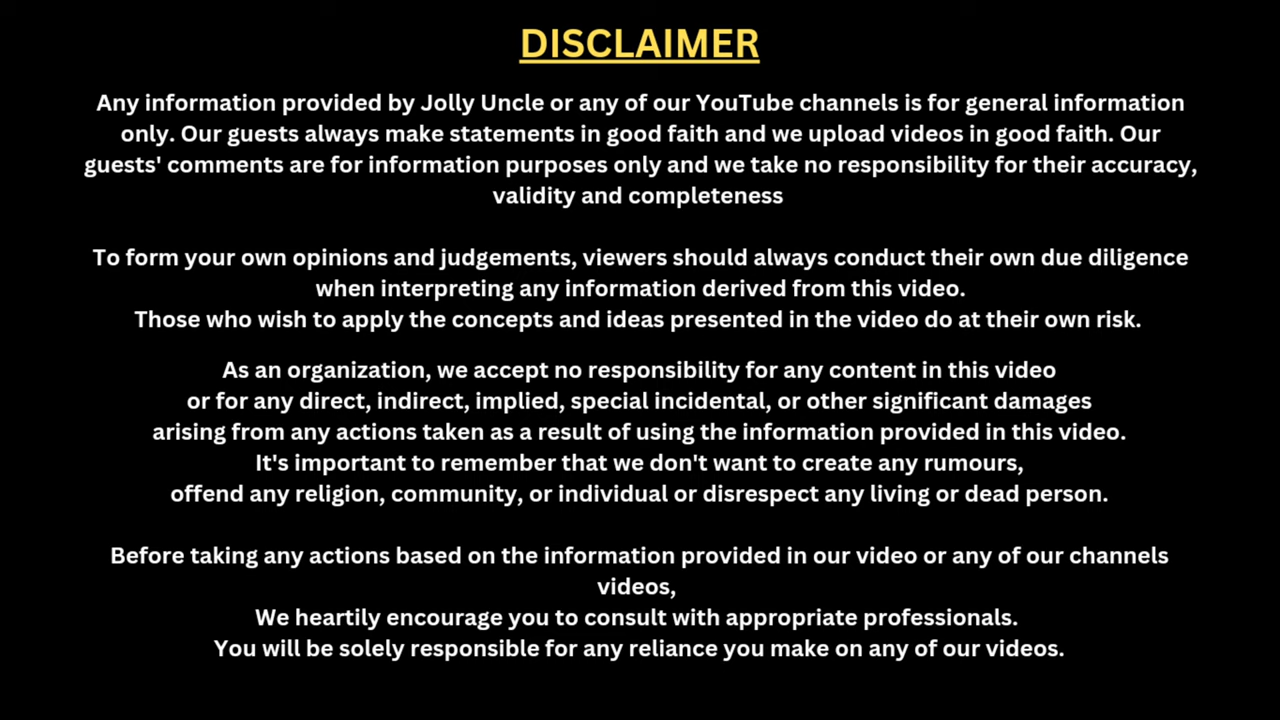 DISCLAIMER
Any information provided by Jolly Uncle or any of our YouTube channels is for general information
only. Our guests always make statements in good faith and we upload videos in good faith. Our
guests' comments are for information purposes only and we take no responsibility for their accuracy,
validity and completeness
To form your own opinions and judgements, viewers should always conduct their own due diligence
when interpreting any information derived from this video.
Those who wish to apply the concepts and ideas presented in the video do at their own risk.
As an organization, we accept no responsibility for any content in this video
or for any direct, indirect, implied, special incidental, or other significant damages
arising from any actions taken as a result of using the information provided in this video.
It's important to remember that we don't want to create any rumours,
offend any religion, community, or individual or disrespect any living or dead person.
Before taking any actions based on the information provided in our video or any of our channels
videos,
We heartily encourage you to consult with appropriate professionals.
You will be solely responsible for any reliance you make on any of our videos.